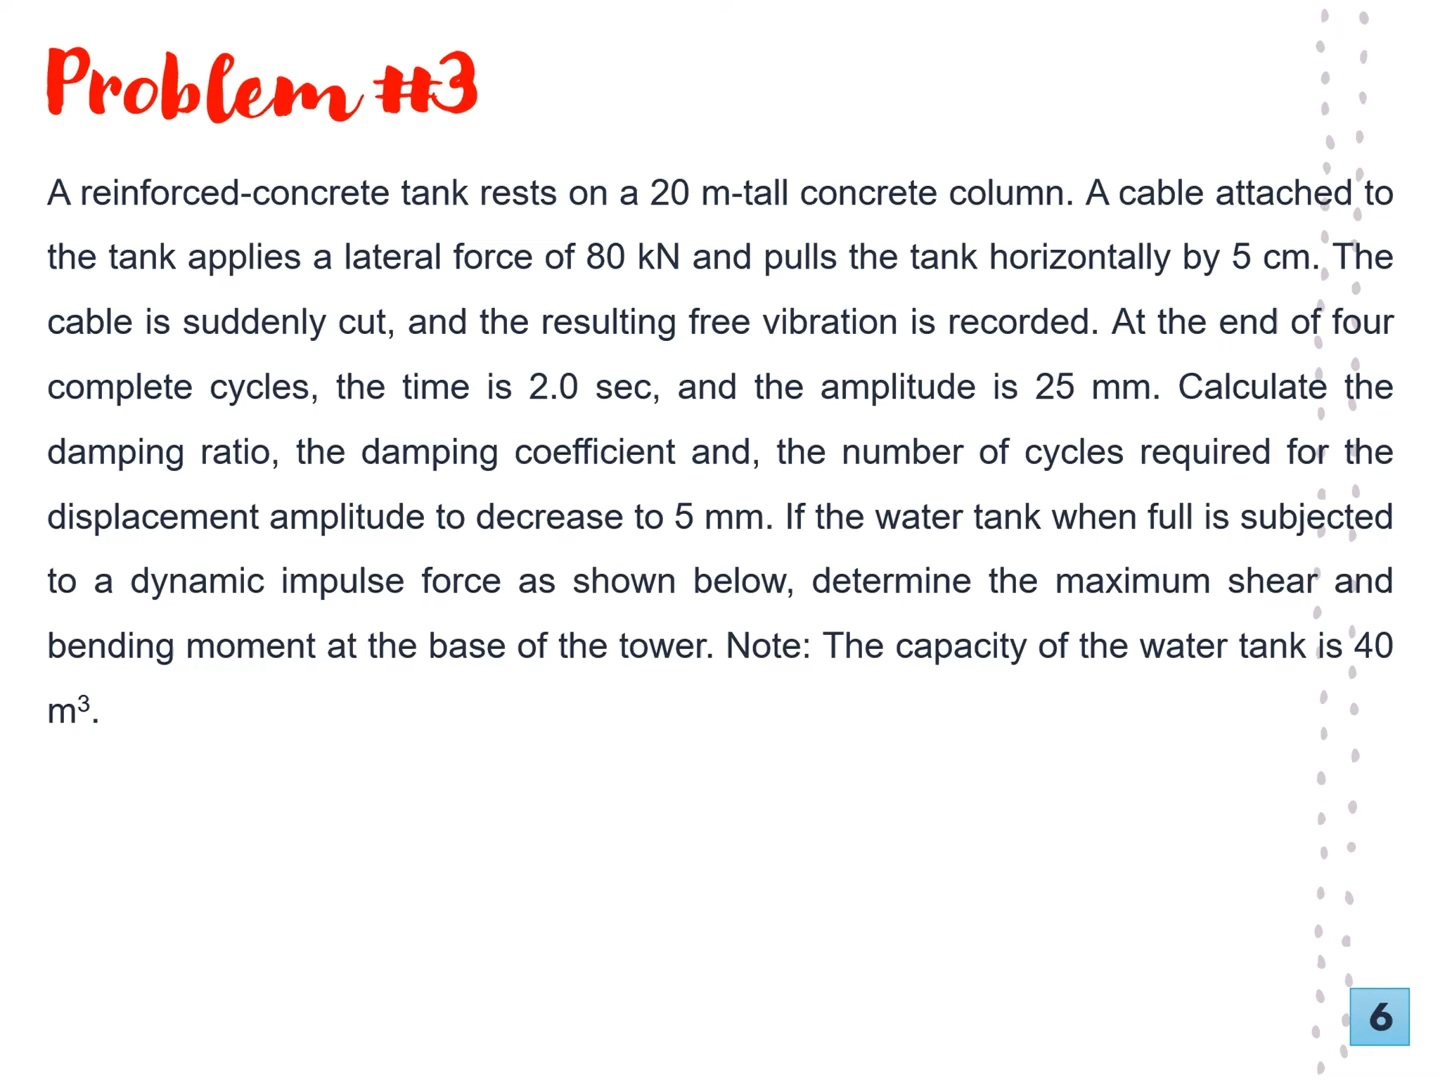 Problem #3
A reinforced-concrete tank rests on a 20 m-tall concrete column. A cable attached to
the tank applies a lateral force of 80 kN and pulls the tank horizontally by 5 cm. The
cable is suddenly cut, and the resulting free vibration is recorded. At the end of four
complete cycles, the time is 2.0 sec, and the amplitude is 25 mm. Calculate the
damping ratio, the damping coefficient and, the number of cycles required for the
displacement amplitude to decrease to 5 mm. If the water tank when full is subjected
to a dynamic impulse force as shown below, determine the maximum shear and
bending moment at the base of the tower. Note: The capacity of the water tank is 40
m³.
6